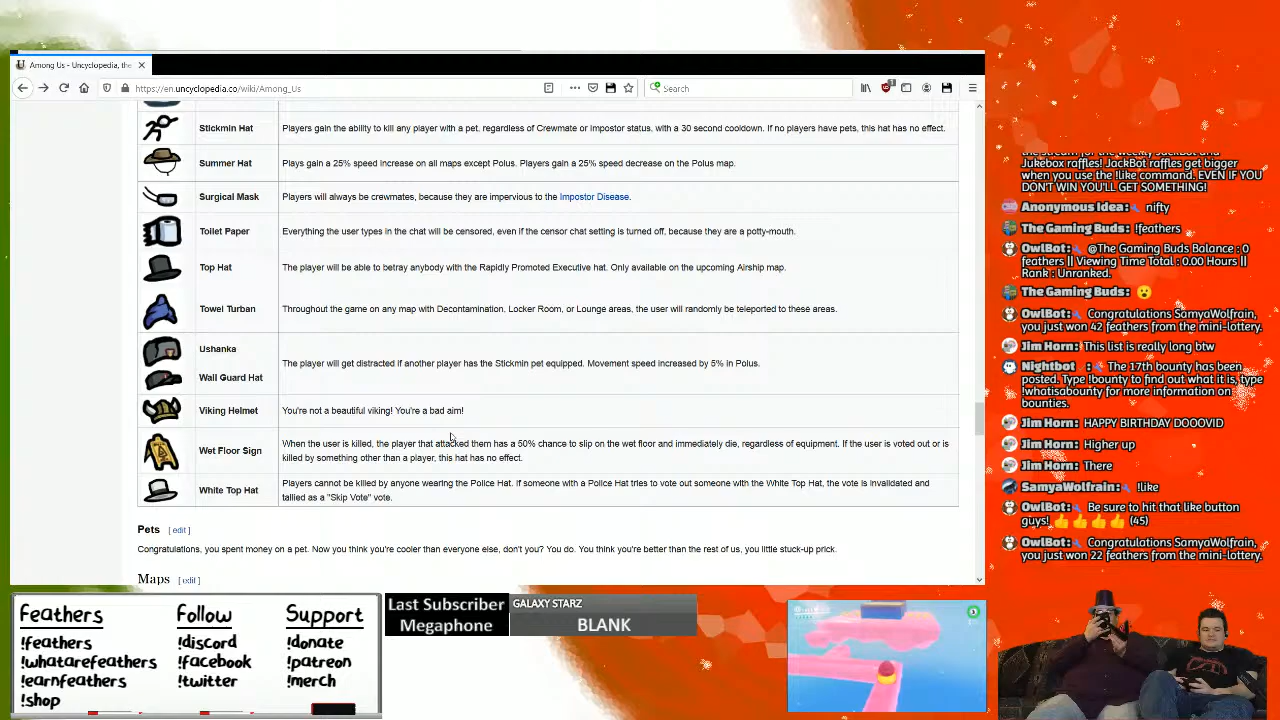 Among Us - Uncyclopedia, the
https://en.uncyclopedia.co/wiki/Among_Us
Search
Stickmin Hat
Players gain the ability to kill any player with a pet, regardless of Crewmate or Impostor status, with a 30 second cooldown. If no players have pets, this hat has no effect.
Summer Hat
Plays gain a 25% speed increase on all maps except Polus. Players gain a 25% speed decrease on the Polus map.
Surgical Mask
Players will always be crewmates, because they are impervious to the Impostor Disease.
Toilet Paper
Everything the user types in the chat will be censored, even if the censor chat setting is turned off, because they are a potty-mouth.
Top Hat
The player will be able to betray anybody with the Rapidly Promoted Executive hat. Only available on the upcoming Airship map.
Towel Turban
Throughout the game on any map with Decontamination, Locker Room, or Lounge areas, the user will randomly be teleported to these areas.
Ushanka
Wall Guard Hat
The player will get distracted if another player has the Stickmin pet equipped. Movement speed increased by 5% in Polus.
Viking Helmet
You're not a beautiful viking! You're a bad aim!
Wet Floor Sign
When the user is killed, the player that attacked them has a 50% chance to slip on the wet floor and immediately die, regardless of equipment. If the user is voted out or is
killed by something other than a player, this hat has no effect.
White Top Hat
Players cannot be killed by anyone wearing the Police Hat. If someone with a Police Hat tries to vote out someone with the White Top Hat, the vote is invalidated and
tallied as a "Skip Vote" vote.
Pets [ edit ]
Congratulations, you spent money on a pet. Now you think you're cooler than everyone else, don't you? You do. You think you're better than the rest of us, you little stuck-up prick.
Maps [ edit ]
the stream for the weekly JackBot and
Jukebox raffles! JackBot raffles get bigger
when you use the !like command. EVEN IF YOU
DON'T WIN YOU'LL GET SOMETHING!
Anonymous Idea: nifty
The Gaming Buds: !feathers
OwlBot: @The Gaming Buds Balance : 0
feathers || Viewing Time Total : 0.00 Hours ||
Rank : Unranked.
The Gaming Buds: 😮
OwlBot: Congratulations SamyaWolfrain,
you just won 42 feathers from the mini-lottery.
Jim Horn: This list is really long btw
Nightbot : The 17th bounty has been
posted. Type !bounty to find out what it is, type
!whatisabounty for more information on
bounties.
Jim Horn: HAPPY BIRTHDAY DOOOVID
Jim Horn: Higher up
Jim Horn: There
SamyaWolfrain: !like
OwlBot: Be sure to hit that like button
guys! 👍👍👍👍 (45)
OwlBot: Congratulations SamyaWolfrain,
you just won 22 feathers from the mini-lottery.
feathers
!feathers
!whatarefeathers
!earnfeathers
!shop
Follow
!discord
!facebook
!twitter
Support
!donate
!patreon
!merch
Last Subscriber
Megaphone
GALAXY STARZ
BLANK